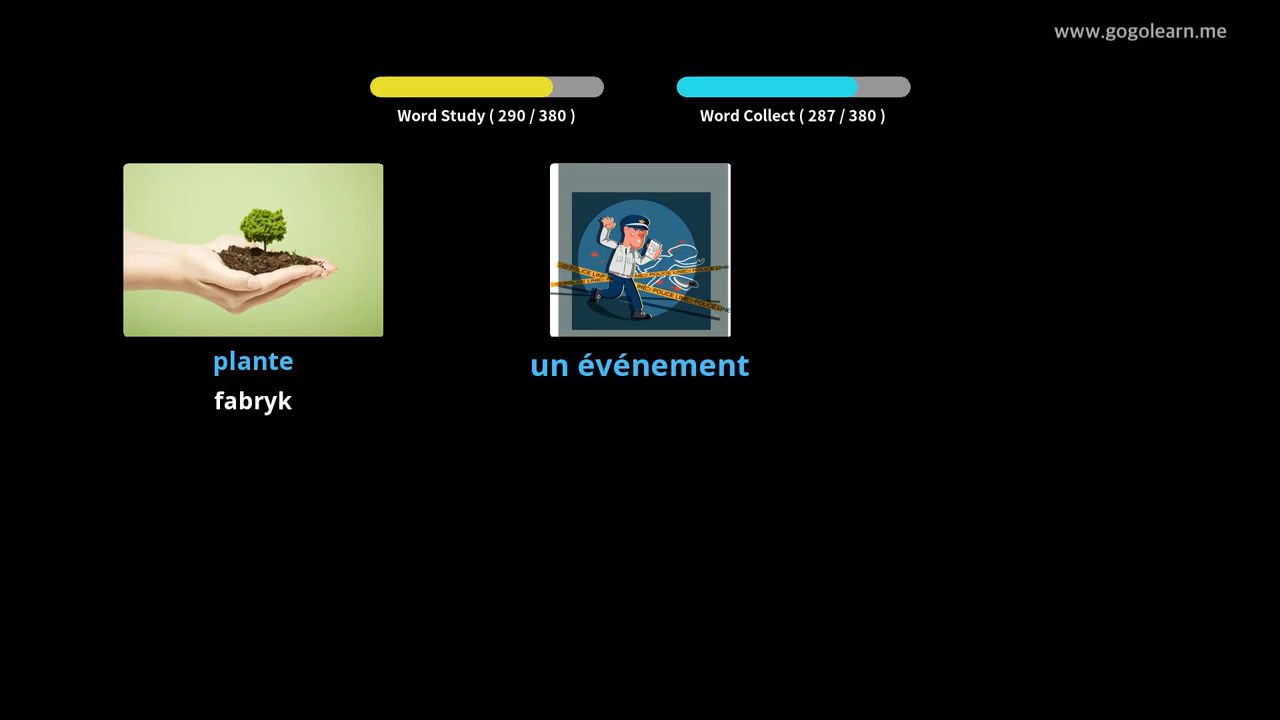 www.gogolearn.me
Word Study ( 290 / 380 )
Word Collect ( 287 / 380 )
plante
fabryk
un événement